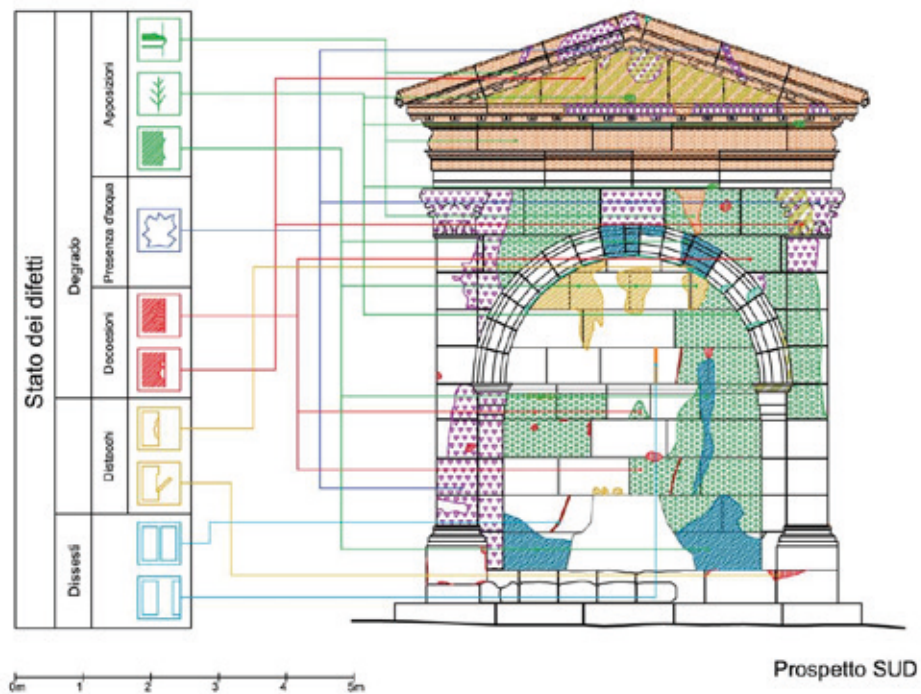 Stato dei difetti
Degrado
Dissesti
Apposizioni
Presenza d'acqua
Decoesioni
Distacchi
0m 1 2 3 4 5m
Prospetto SUD